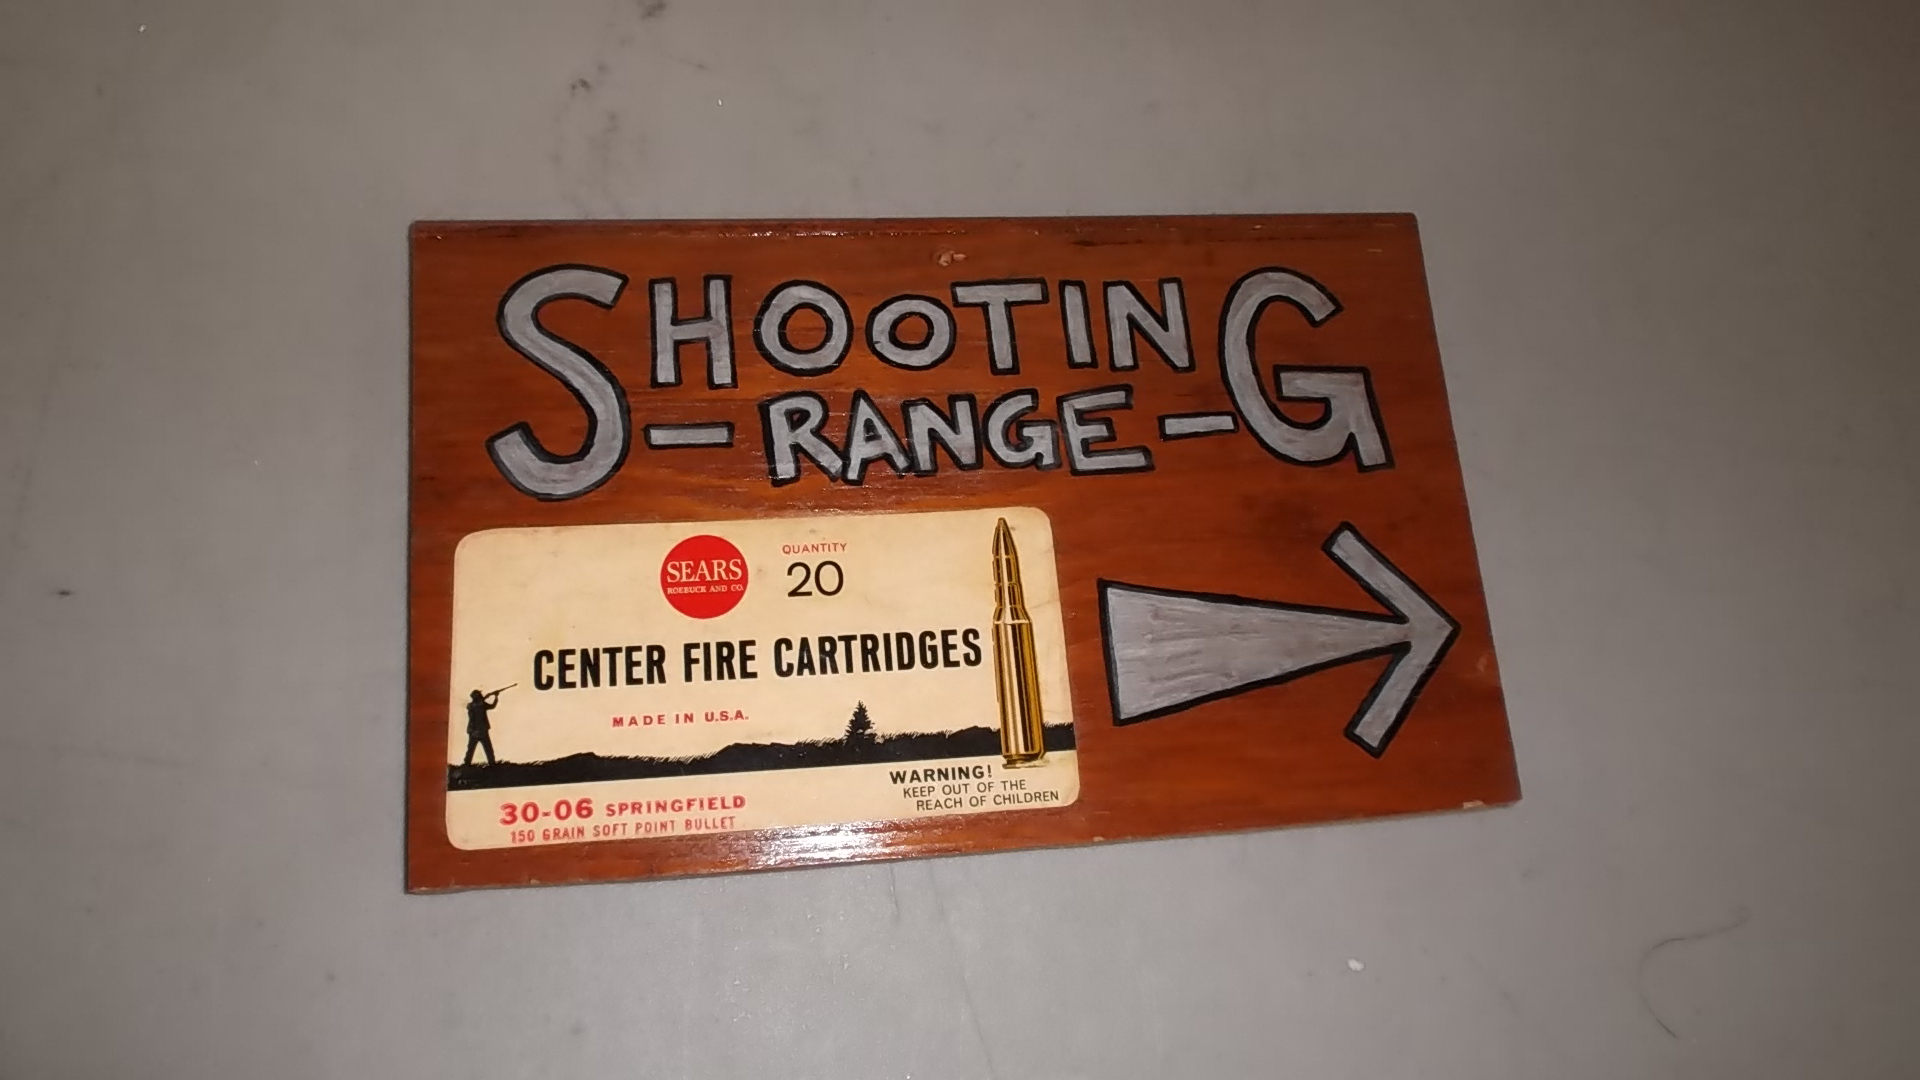 SHOOTING
- RANGE -
SEARS
ROEBUCK AND CO.
QUANTITY
20
CENTER FIRE CARTRIDGES
MADE IN U.S.A.
WARNING!
KEEP OUT OF THE
REACH OF CHILDREN
30-06 SPRINGFIELD
150 GRAIN SOFT POINT BULLET